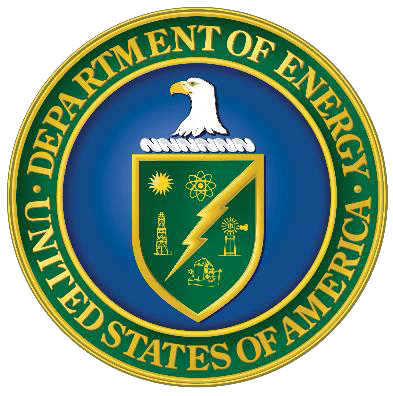 DEPARTMENT OF ENERGY
UNITED STATES OF AMERICA